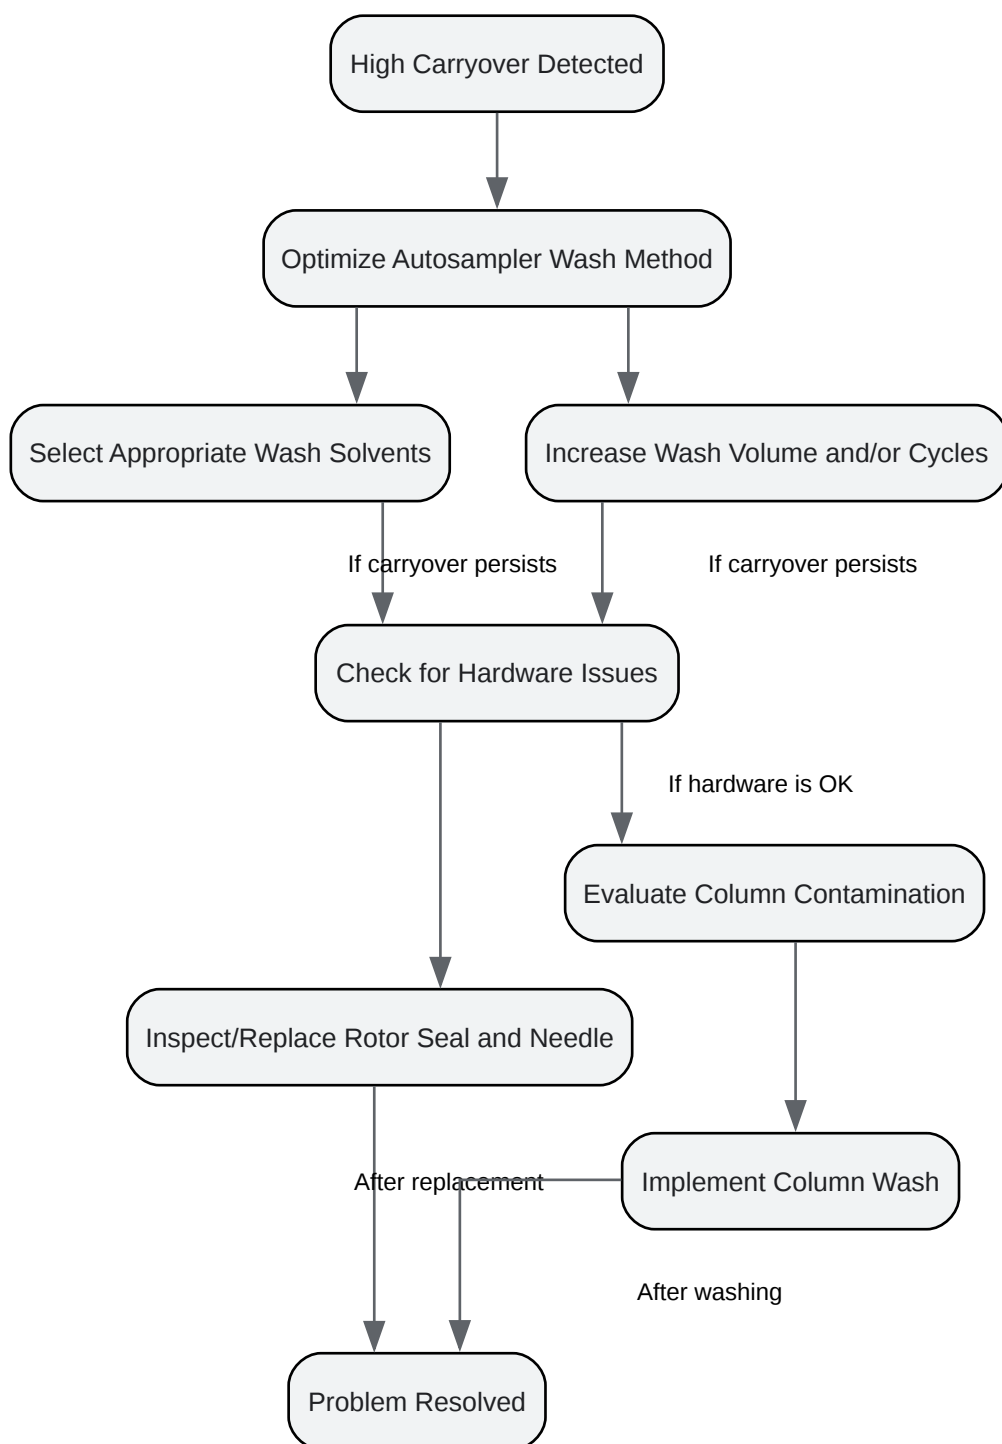 High Carryover Detected
Optimize Autosampler Wash Method
Select Appropriate Wash Solvents
Increase Wash Volume and/or Cycles
If carryover persists
If carryover persists
Check for Hardware Issues
If hardware is OK
Evaluate Column Contamination
Inspect/Replace Rotor Seal and Needle
After replacement
Implement Column Wash
After washing
Problem Resolved